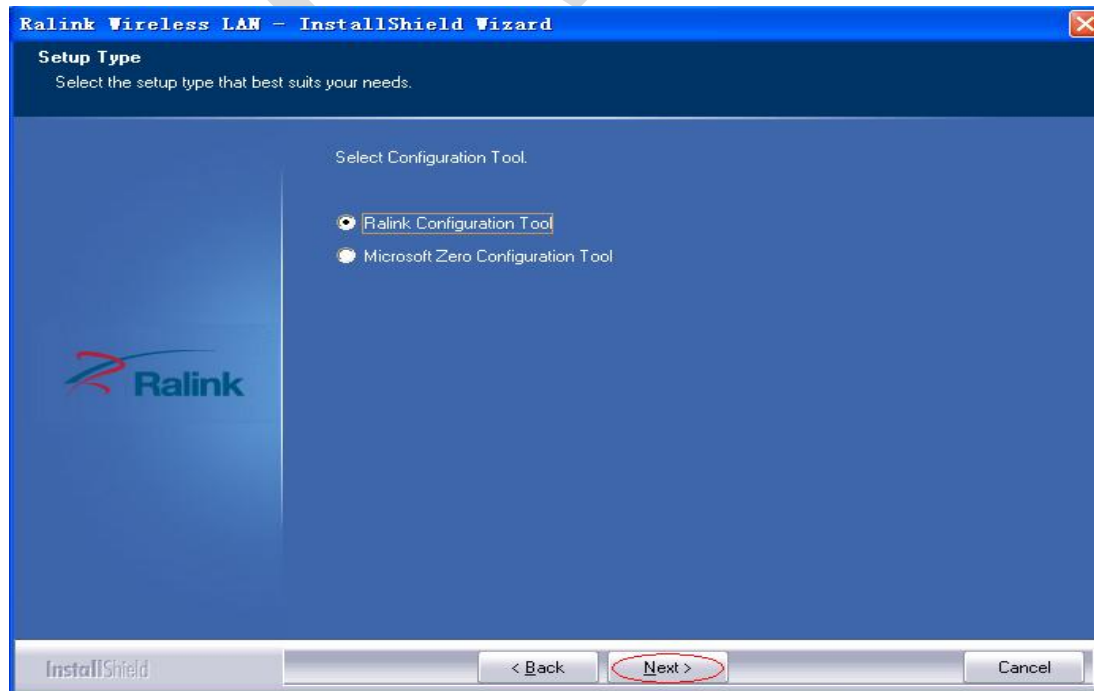 Ralink Wireless LAN - InstallShield Wizard
Setup Type
Select the setup type that best suits your needs.
Select Configuration Tool.
Ralink Configuration Tool
Microsoft Zero Configuration Tool
Ralink
InstallShield
< Back
Next >
Cancel